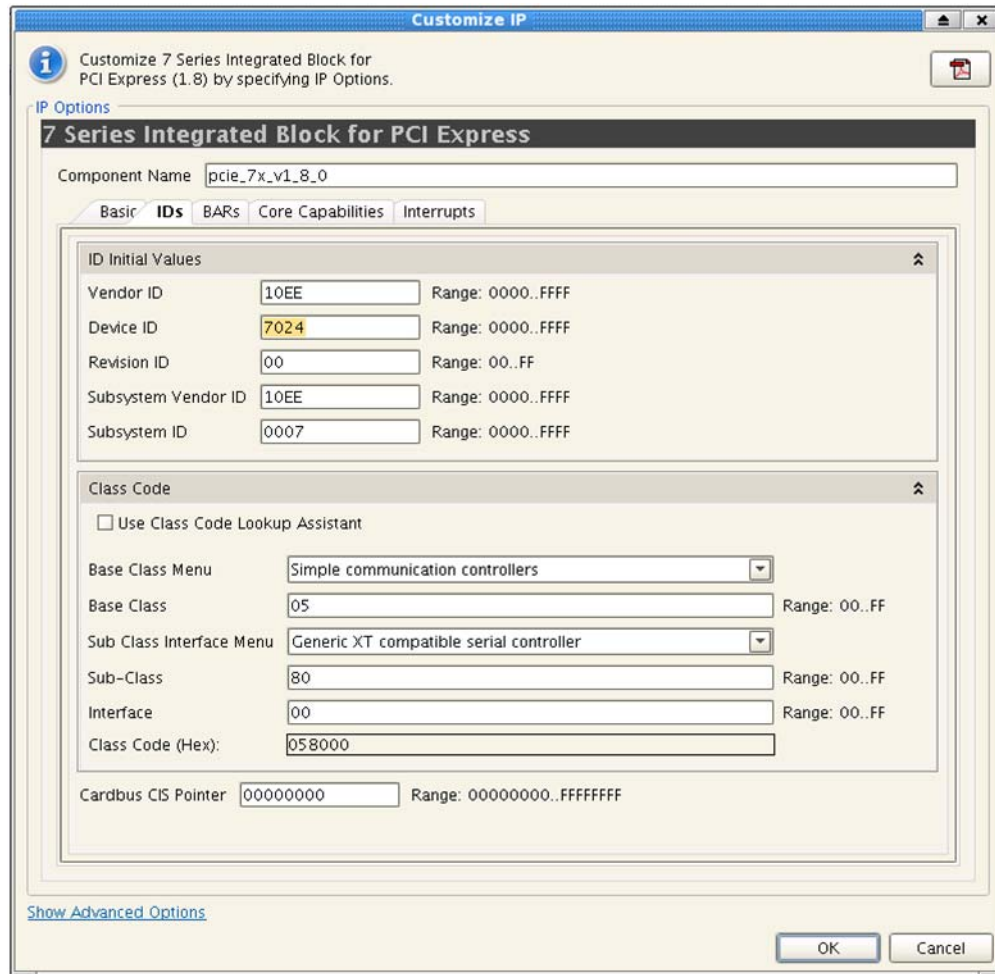 Customize IP
Customize 7 Series Integrated Block for
PCI Express (1.8) by specifying IP Options.
IP Options
7 Series Integrated Block for PCI Express
Component Name pcie_7x_v1_8_0
Basic IDs BARs Core Capabilities Interrupts
ID Initial Values
Vendor ID 10EE Range: 0000..FFFF
Device ID 7024 Range: 0000..FFFF
Revision ID 00 Range: 00..FF
Subsystem Vendor ID 10EE Range: 0000..FFFF
Subsystem ID 0007 Range: 0000..FFFF
Class Code
Use Class Code Lookup Assistant
Base Class Menu Simple communication controllers
Base Class 05 Range: 00..FF
Sub Class Interface Menu Generic XT compatible serial controller
Sub-Class 80 Range: 00..FF
Interface 00 Range: 00..FF
Class Code (Hex): 058000
Cardbus CIS Pointer 00000000 Range: 00000000..FFFFFFFF
Show Advanced Options
OK Cancel